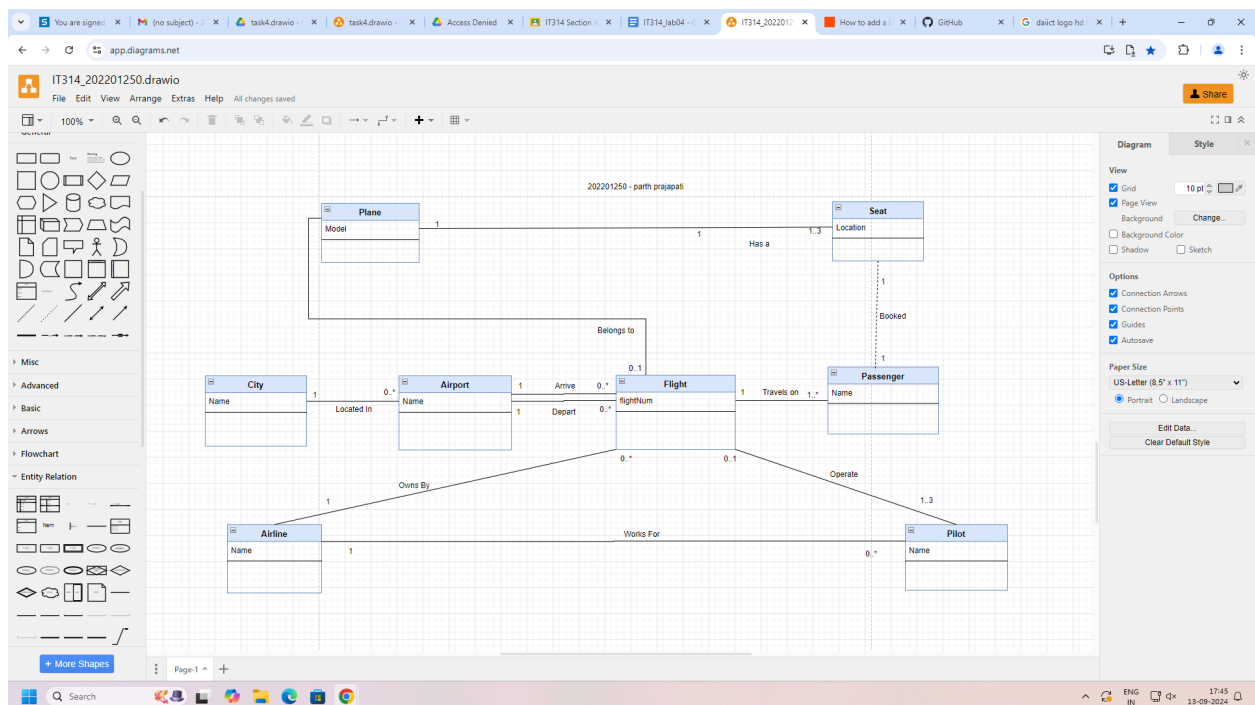 You are signed
(no subject) - 2
task4.drawio -
task4.drawio -
Access Denied
IT314 Section A
IT314_lab04 - G
IT314_2022012
How to add a b
GitHub
daiict logo hd
app.diagrams.net
IT314_202201250.drawio
File Edit View Arrange Extras Help All changes saved
Share
100%
General
Misc
Advanced
Basic
Arrows
Flowchart
Entity Relation
Item
+ More Shapes
202201250 - parth prajapati
Plane
Model
1
1
Has a
1..3
Seat
Location
1
Booked
1
Belongs to
0..1
City
Name
1
Located In
0..*
Airport
Name
1 Arrive 0..*
1 Depart 0..*
Flight
flightNum
1 Travels on 1..*
Passenger
Name
0..*
0..1
Owns By
1
Operate
1..3
Airline
Name
1
Works For
0..*
Pilot
Name
Page-1
Diagram Style
View
Grid 10 pt
Page View
Background Change...
Background Color
Shadow Sketch
Options
Connection Arrows
Connection Points
Guides
Autosave
Paper Size
US-Letter (8,5" x 11")
Portrait Landscape
Edit Data...
Clear Default Style
Search
ENG
IN
17:45
13-09-2024